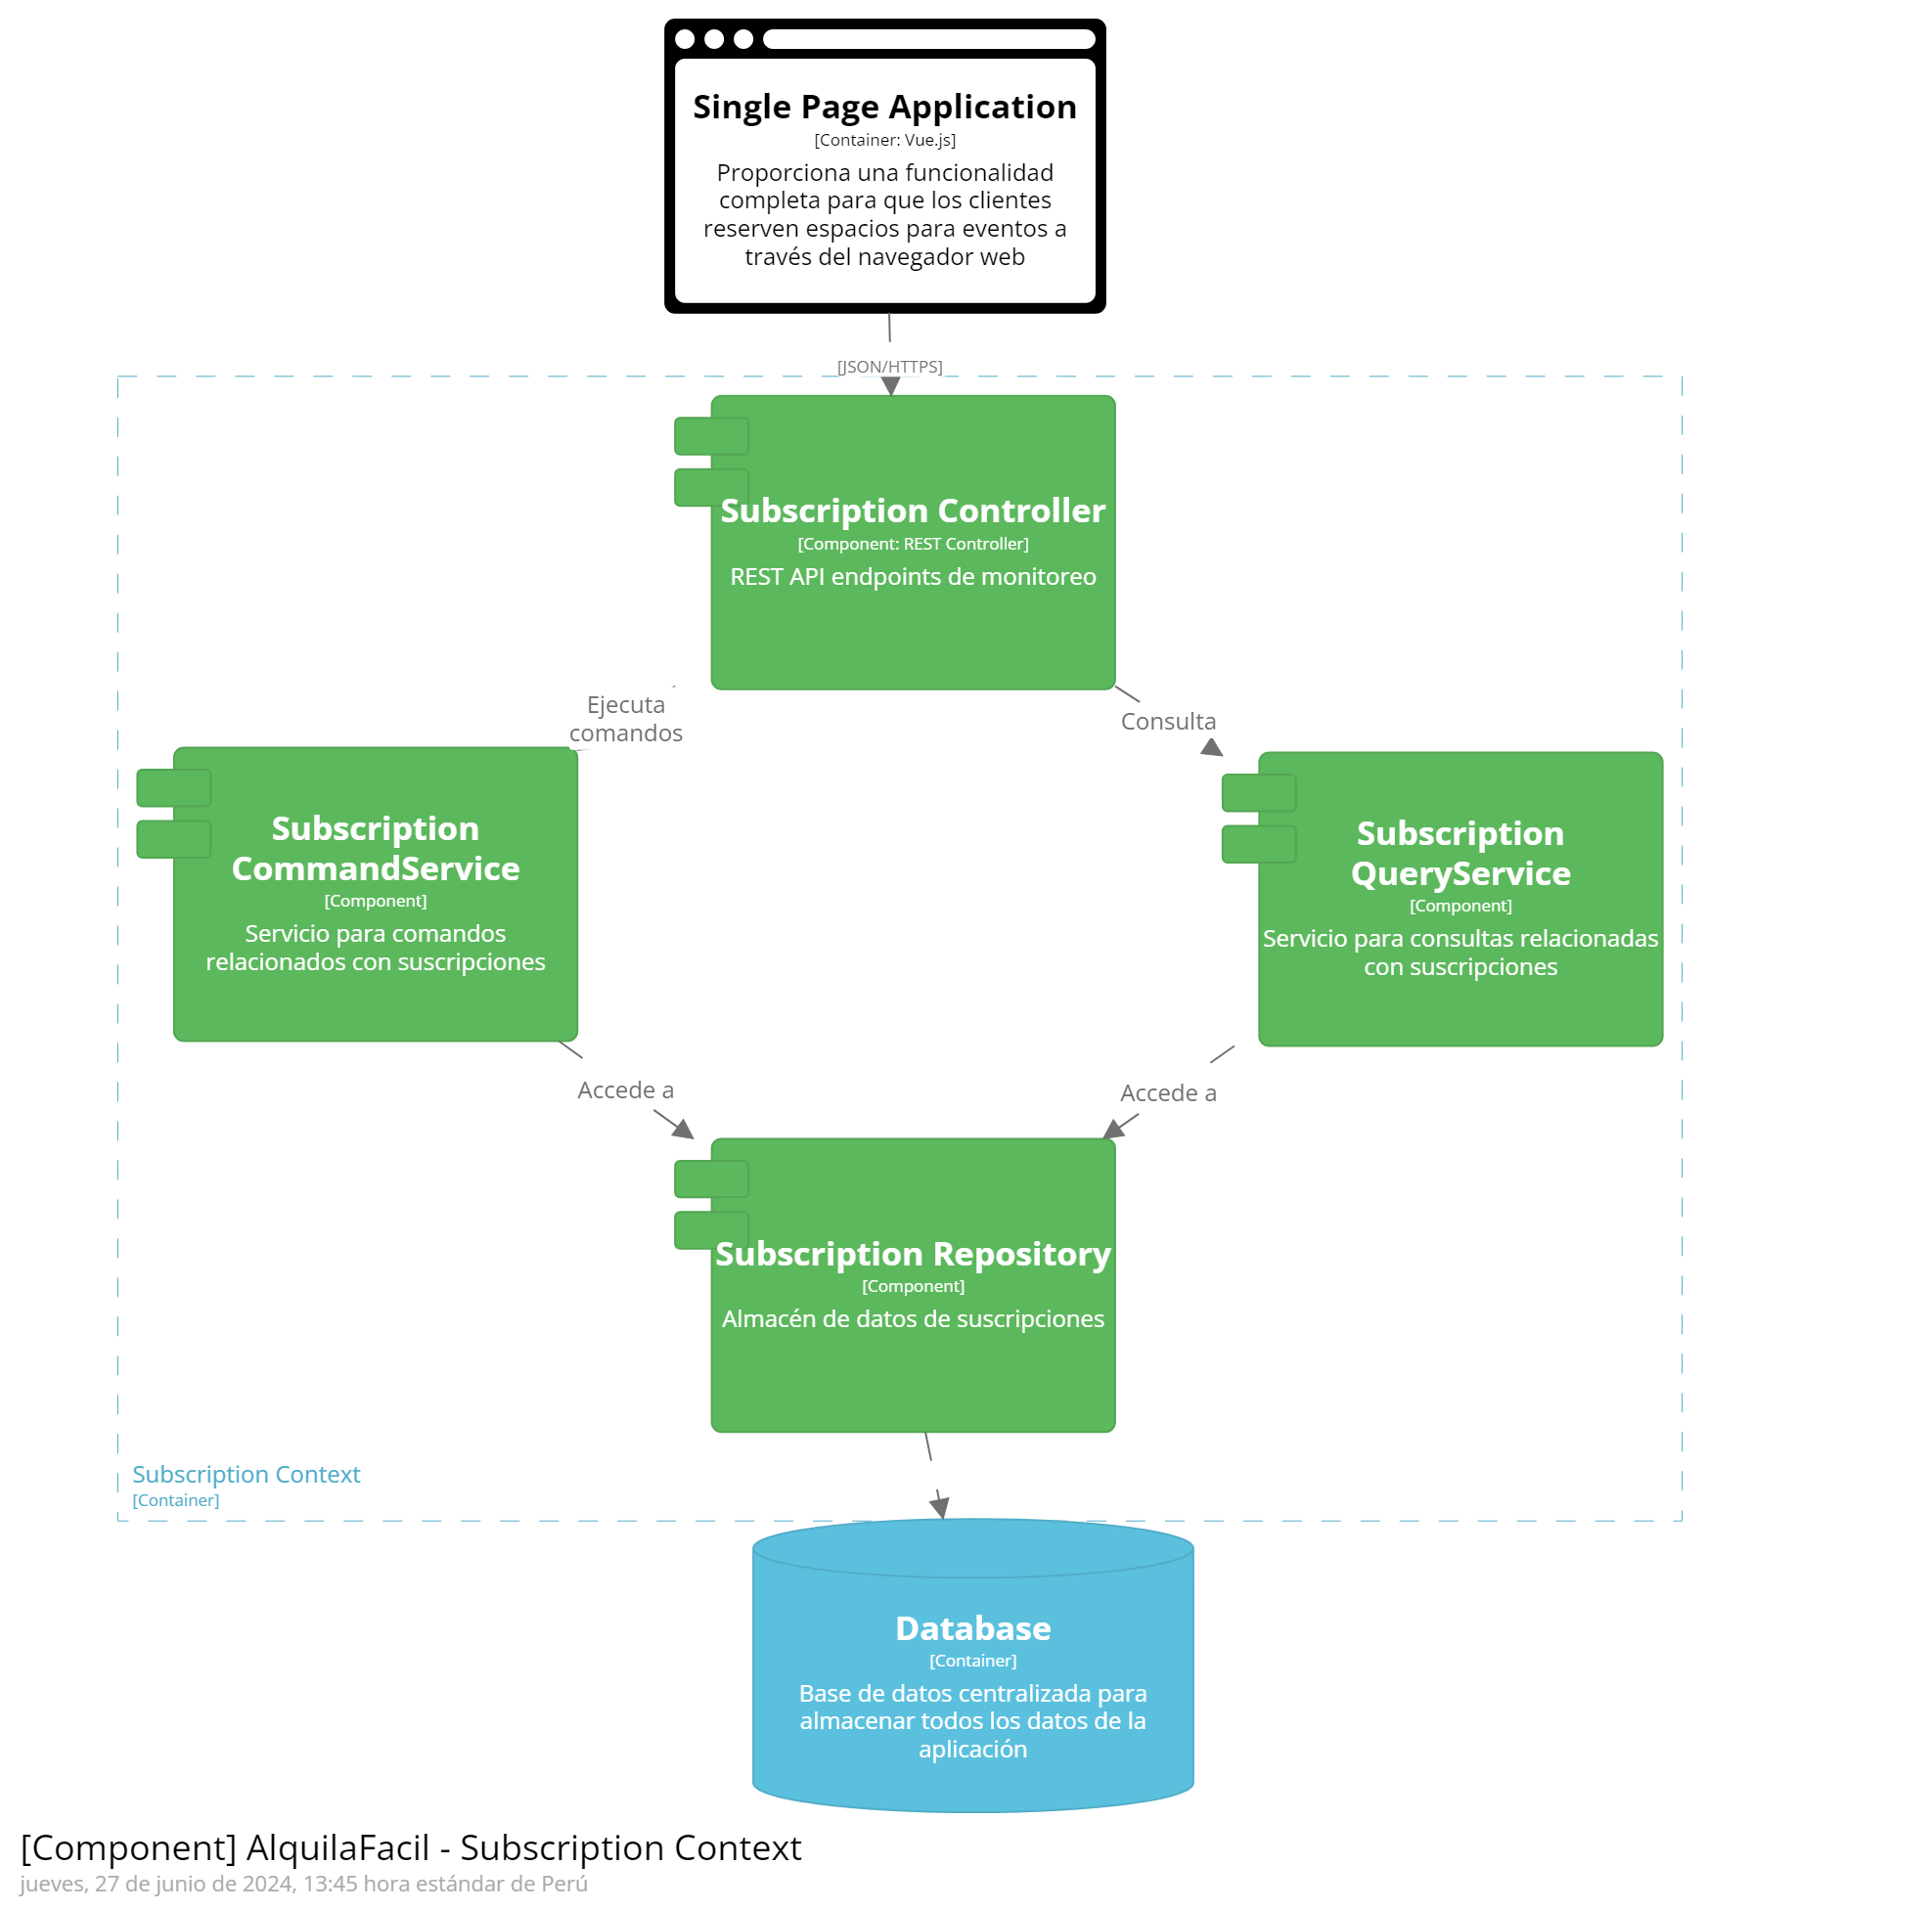 Single Page Application
[Container: Vue.js]
Proporciona una funcionalidad
completa para que los clientes
reserven espacios para eventos a
través del navegador web
[JSON/HTTPS]
Subscription Controller
[Component: REST Controller]
REST API endpoints de monitoreo
Ejecuta
comandos
Consulta
Subscription
CommandService
[Component]
Servicio para comandos
relacionados con suscripciones
Subscription
QueryService
[Component]
Servicio para consultas relacionadas
con suscripciones
Accede a
Accede a
Subscription Repository
[Component]
Almacén de datos de suscripciones
Subscription Context
[Container]
Database
[Container]
Base de datos centralizada para
almacenar todos los datos de la
aplicación
[Component] AlquilaFacil - Subscription Context
jueves, 27 de junio de 2024, 13:45 hora estándar de Perú